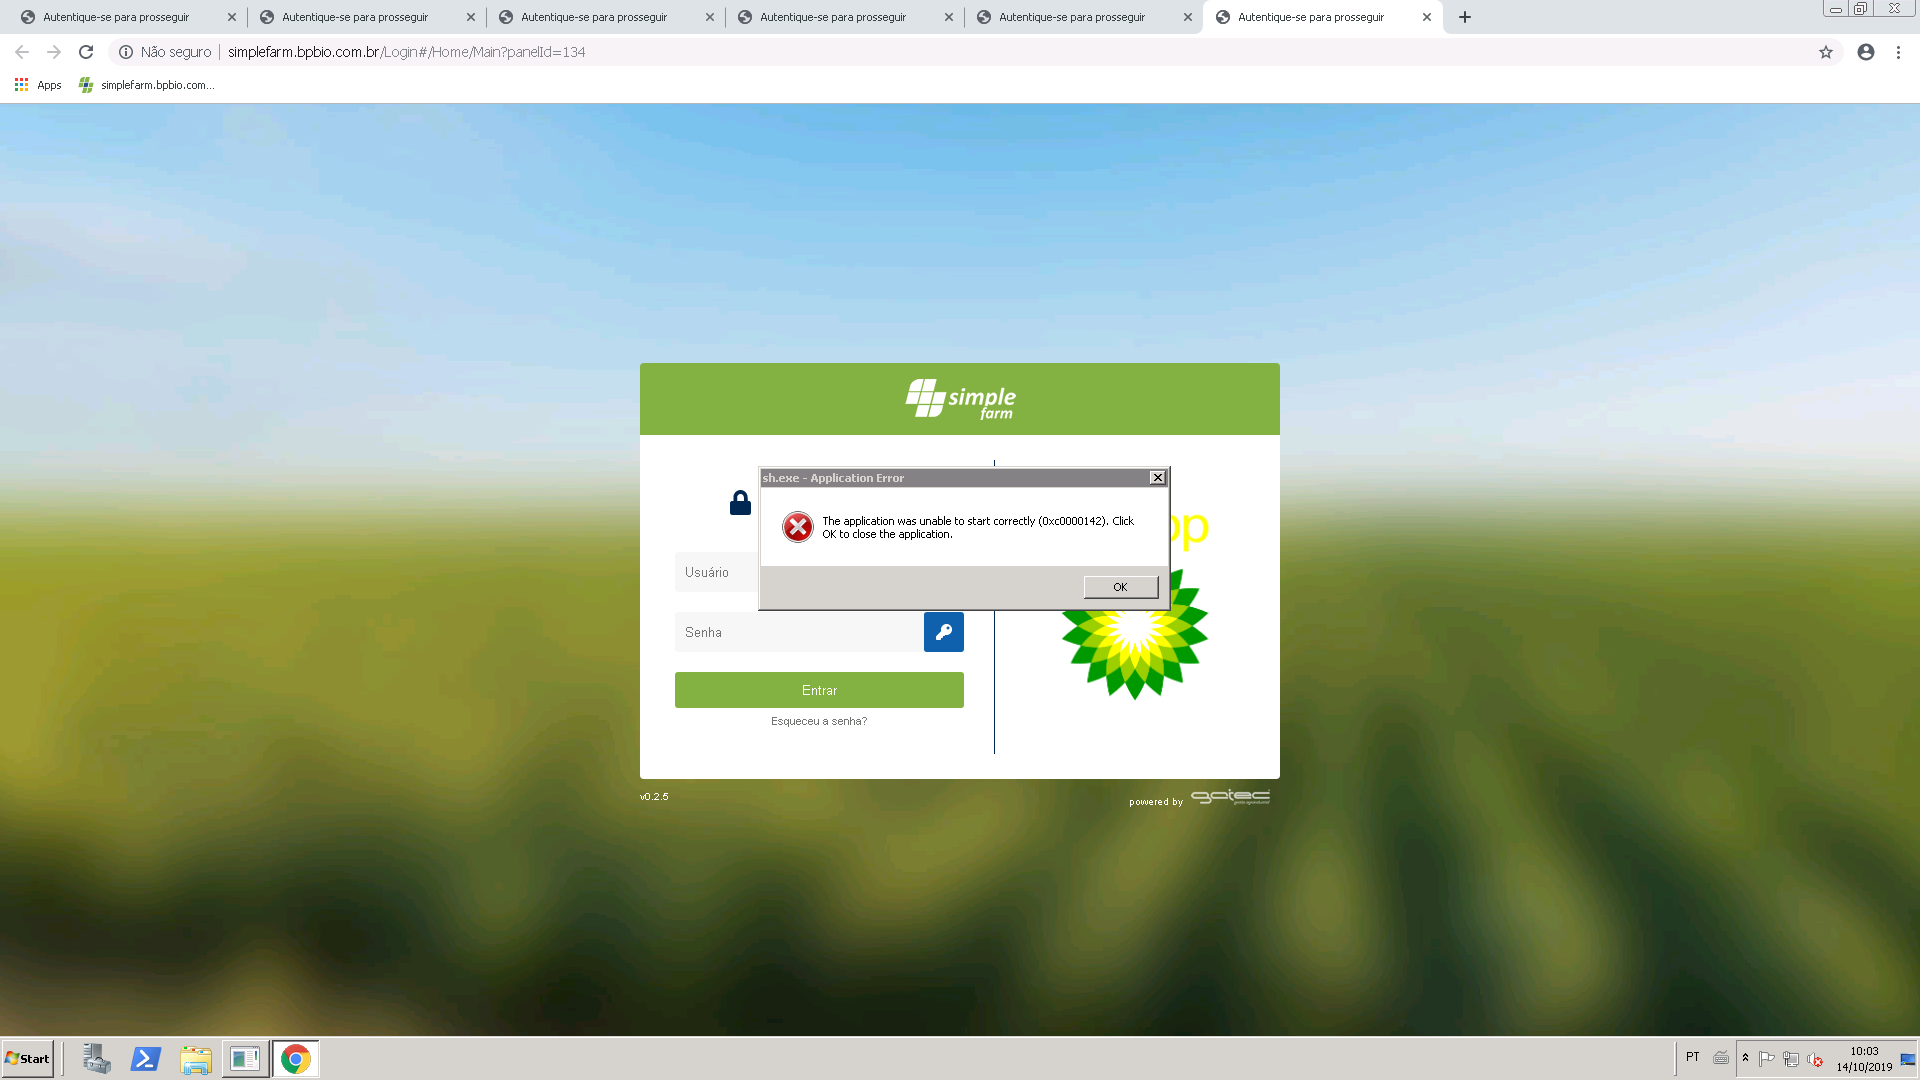 Autentique-se para prosseguir
Autentique-se para prosseguir
Autentique-se para prosseguir
Autentique-se para prosseguir
Autentique-se para prosseguir
Autentique-se para prosseguir
Não seguro
simplefarm.bpbio.com.br/Login#/Home/Main?panelId=134
Apps
simplefarm.bpbio.com...
simple
farm
sh.exe - Application Error
The application was unable to start correctly (0xc0000142). Click
OK to close the application.
OK
bp
Usuário
Senha
Entrar
Esqueceu a senha?
v0.2.5
powered by
gatec
Start
PT
10:03
14/10/2019